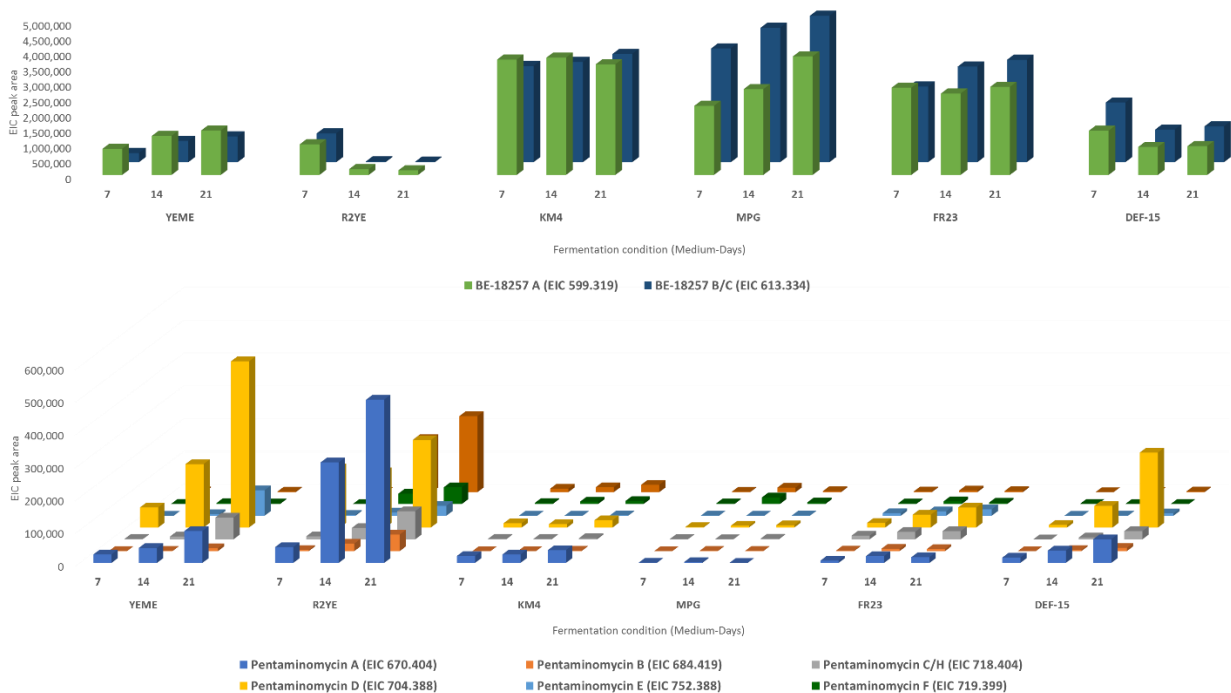 5,000,000
4,500,000
4,000,000
3,500,000
3,000,000
2,500,000
2,000,000
1,500,000
1,000,000
500,000
0
EIC peak area
7 14 21 7 14 21 7 14 21 7 14 21 7 14 21 7 14 21
YEME R2YE KM4 MPG FR23 DEF-15
Fermentation condition (Medium-Days)
BE-18257 A (EIC 599.319) BE-18257 B/C (EIC 613.334)
600,000
500,000
400,000
300,000
200,000
100,000
0
EIC peak area
7 14 21 7 14 21 7 14 21 7 14 21 7 14 21 7 14 21
YEME R2YE KM4 MPG FR23 DEF-15
Fermentation condition (Medium-Days)
Pentaminomycin A (EIC 670.404) Pentaminomycin B (EIC 684.419) Pentaminomycin C/H (EIC 718.404)
Pentaminomycin D (EIC 704.388) Pentaminomycin E (EIC 752.388) Pentaminomycin F (EIC 719.399)